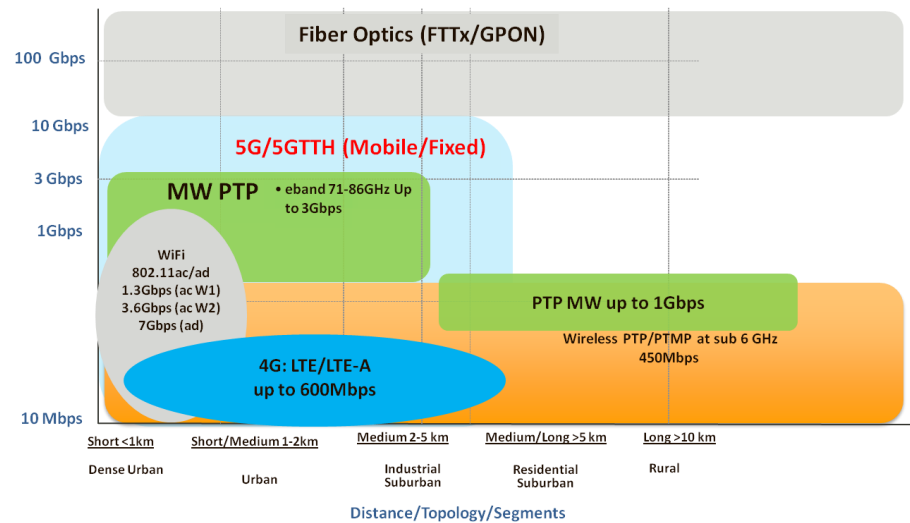 Fiber Optics (FTTx/GPON)
100 Gbps
10 Gbps
5G/5GTTH (Mobile/Fixed)
3 Gbps
MW PTP
• eband 71-86GHz Up
to 3Gbps
1Gbps
WiFi
802.11ac/ad
1.3Gbps (ac W1)
3.6Gbps (ac W2)
7Gbps (ad)
PTP MW up to 1Gbps
Wireless PTP/PTMP at sub 6 GHz
450Mbps
4G: LTE/LTE-A
up to 600Mbps
10 Mbps
Short <1km
Short/Medium 1-2km
Medium 2-5 km
Medium/Long >5 km
Long >10 km
Dense Urban
Urban
Industrial
Suburban
Residential
Suburban
Rural
Distance/Topology/Segments